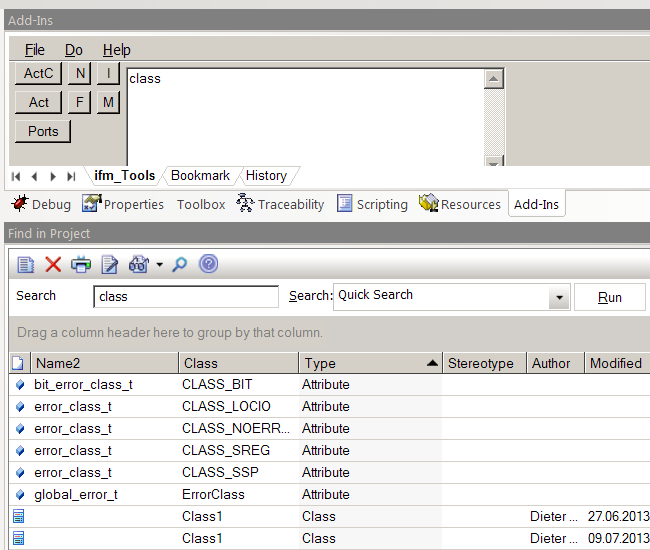 Add-Ins
File Do Help
ActC N I
class
Act F M
Ports
ifm_Tools Bookmark History
Debug Properties Toolbox Traceability Scripting Resources Add-Ins
Find in Project
Search class Search: Quick Search Run
Drag a column header here to group by that column.
Name2 Class Type Stereotype Author Modified
bit_error_class_t CLASS_BIT Attribute
error_class_t CLASS_LOCIO Attribute
error_class_t CLASS_NOERR... Attribute
error_class_t CLASS_SREG Attribute
error_class_t CLASS_SSP Attribute
global_error_t ErrorClass Attribute
Class1 Class Dieter ... 27.06.2013
Class1 Class Dieter ... 09.07.2013